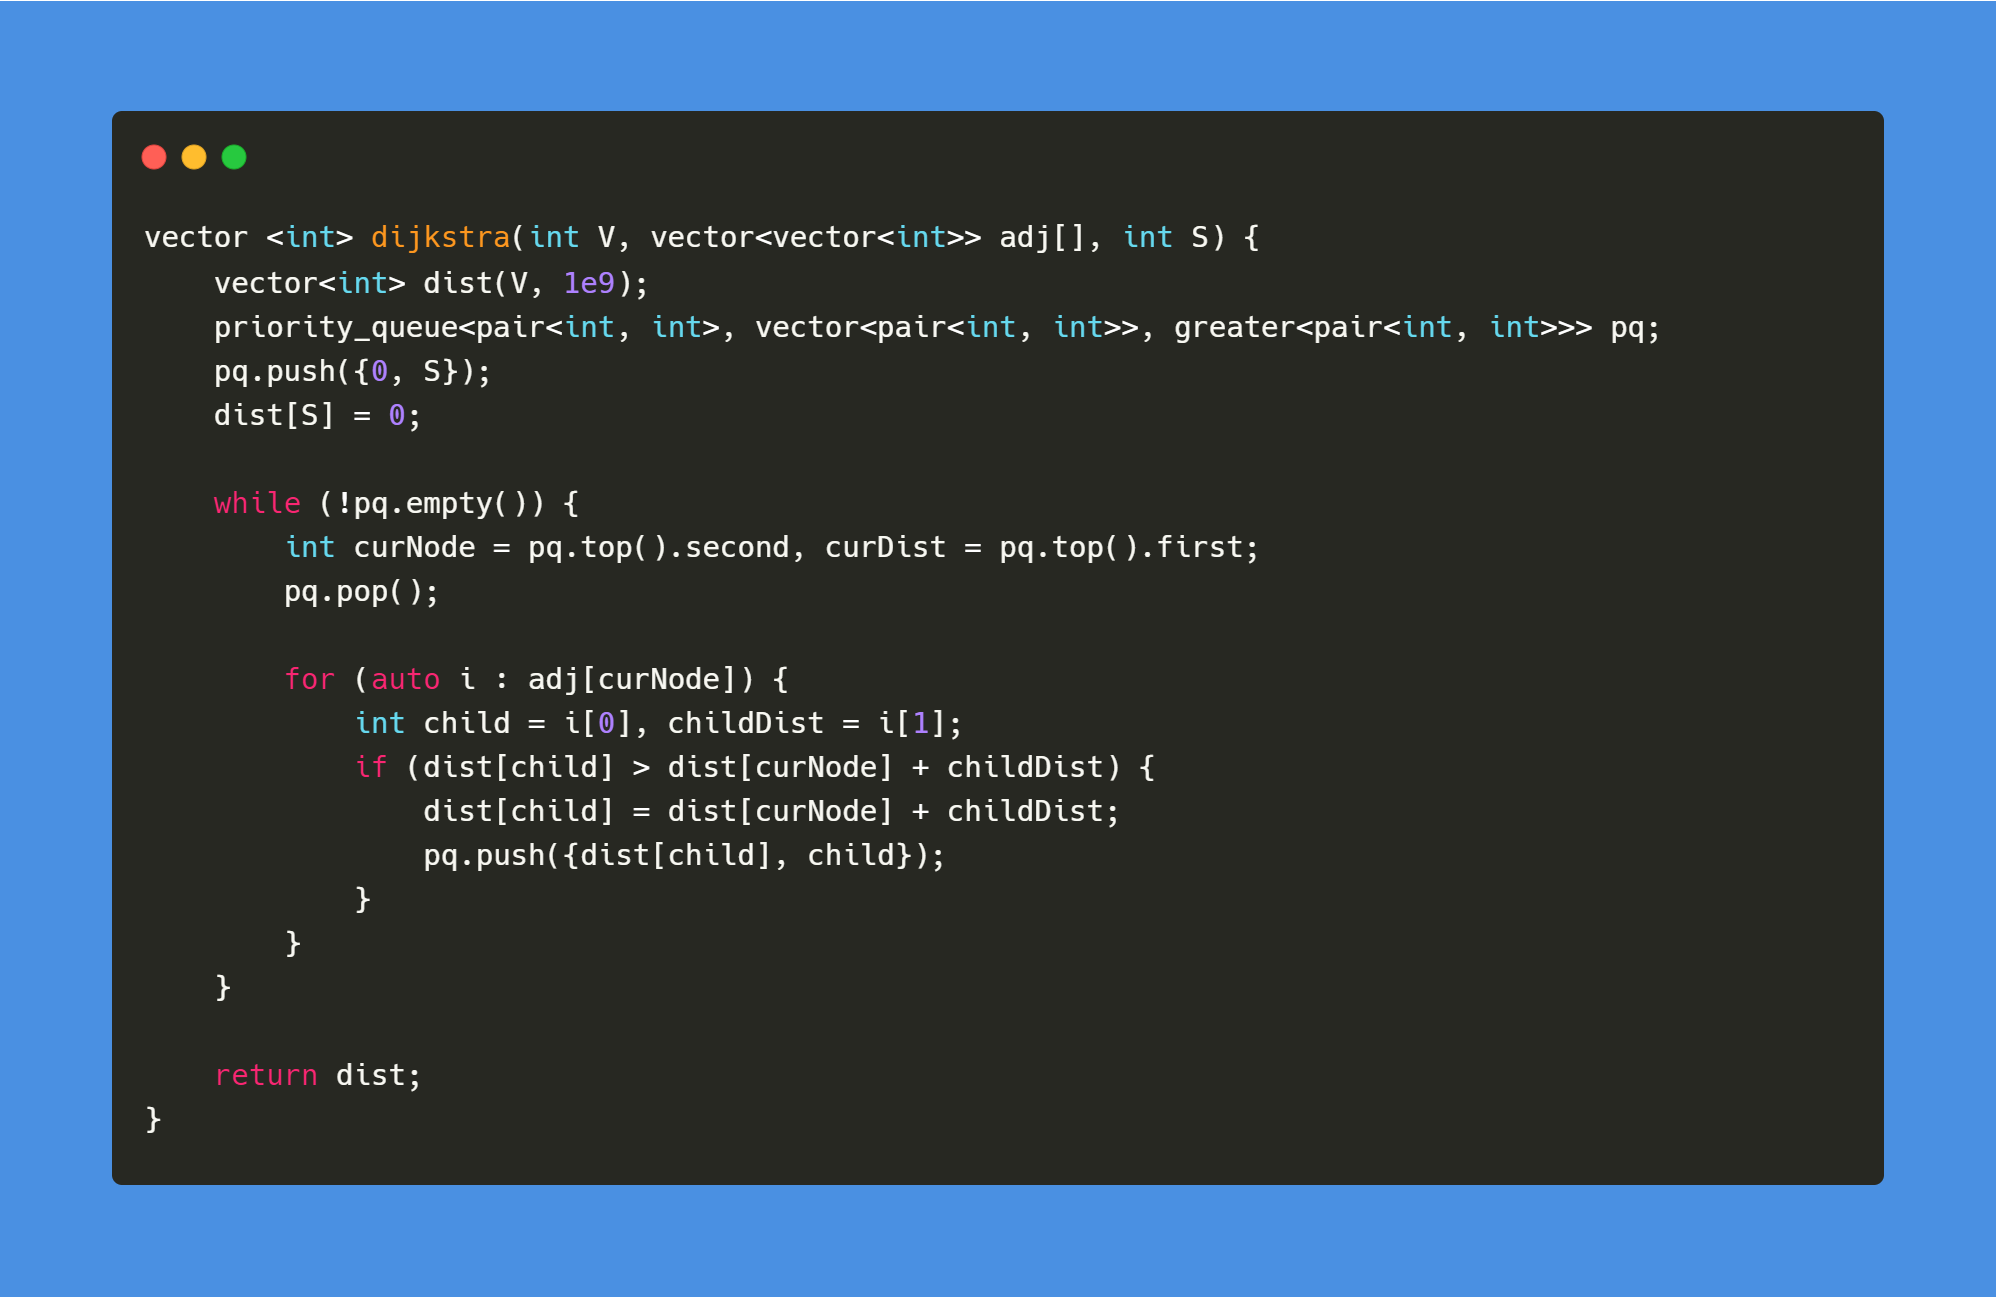 vector <int> dijkstra(int V, vector<vector<int>> adj[], int S) {
    vector<int> dist(V, 1e9);
    priority_queue<pair<int, int>, vector<pair<int, int>>, greater<pair<int, int>>> pq;
    pq.push({0, S});
    dist[S] = 0;

    while (!pq.empty()) {
        int curNode = pq.top().second, curDist = pq.top().first;
        pq.pop();

        for (auto i : adj[curNode]) {
            int child = i[0], childDist = i[1];
            if (dist[child] > dist[curNode] + childDist) {
                dist[child] = dist[curNode] + childDist;
                pq.push({dist[child], child});
            }
        }
    }

    return dist;
}